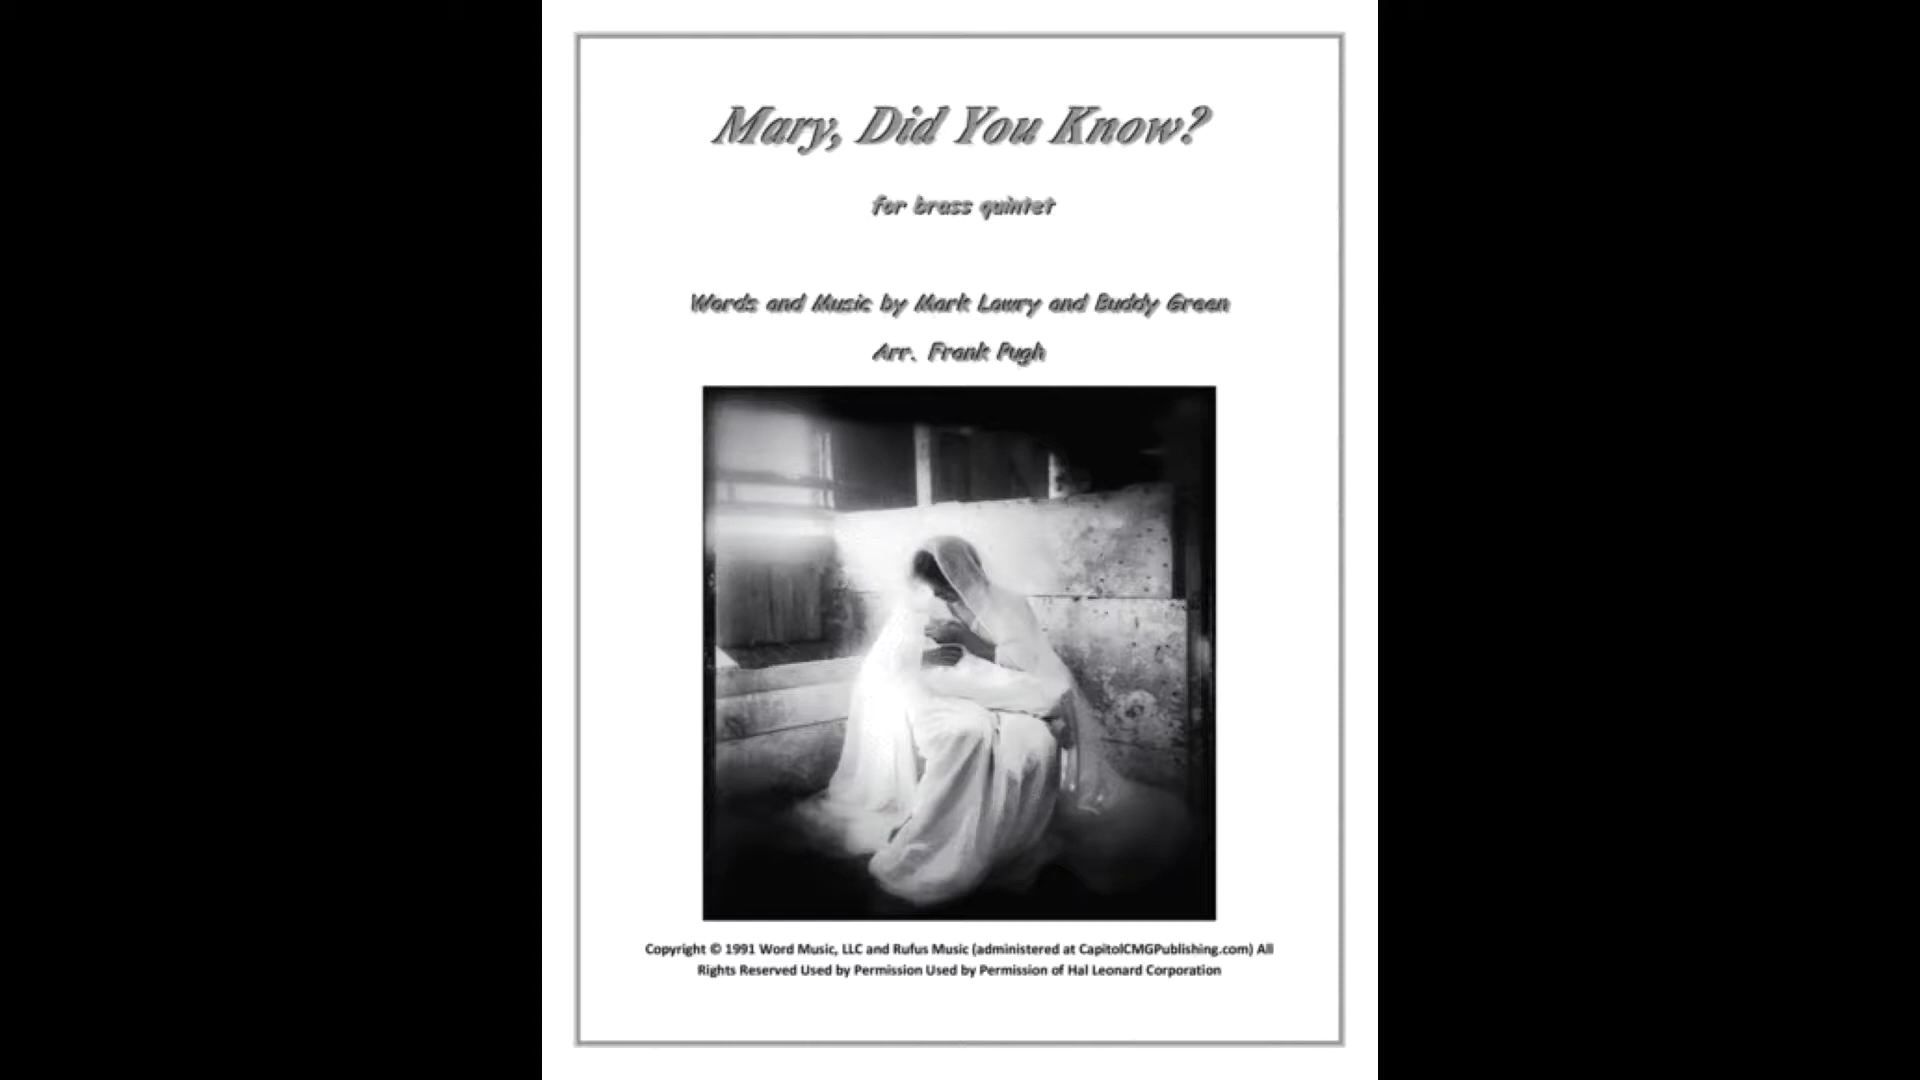 Mary, Did You Know?
for brass quintet
Words and Music by Mark Lowry and Buddy Green
Arr. Frank Pugh
Copyright © 1991 Word Music, LLC and Rufus Music (administered at CapitolCMGPublishing.com) All
Rights Reserved Used by Permission Used by Permission of Hal Leonard Corporation